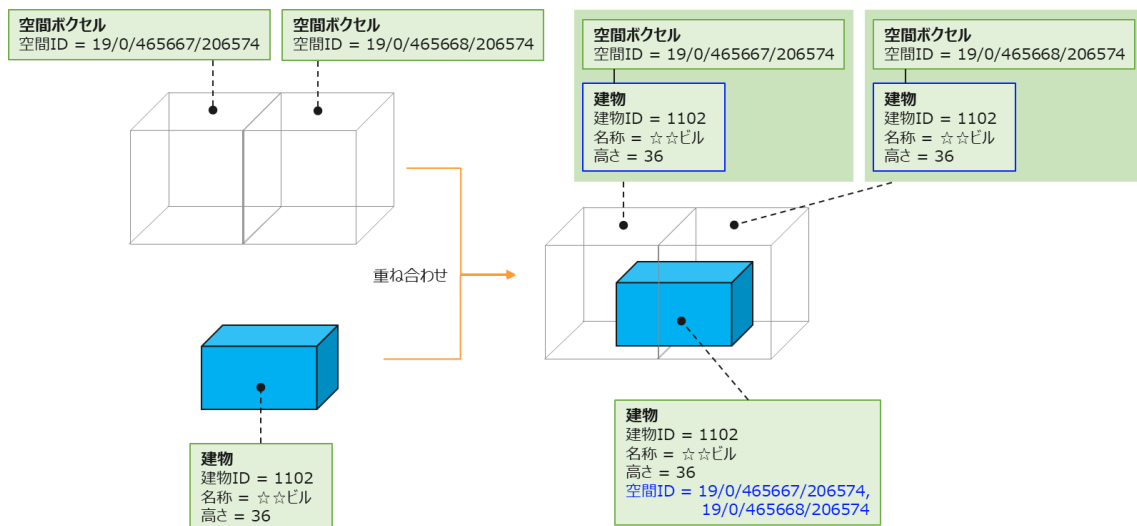 空間ボクセル
空間ID = 19/0/465667/206574
空間ボクセル
空間ID = 19/0/465668/206574
空間ボクセル
空間ID = 19/0/465667/206574
建物
建物ID = 1102
名称 = ☆☆ビル
高さ = 36
空間ボクセル
空間ID = 19/0/465668/206574
建物
建物ID = 1102
名称 = ☆☆ビル
高さ = 36
重ね合わせ
建物
建物ID = 1102
名称 = ☆☆ビル
高さ = 36
建物
建物ID = 1102
名称 = ☆☆ビル
高さ = 36
空間ID = 19/0/465667/206574,
19/0/465668/206574